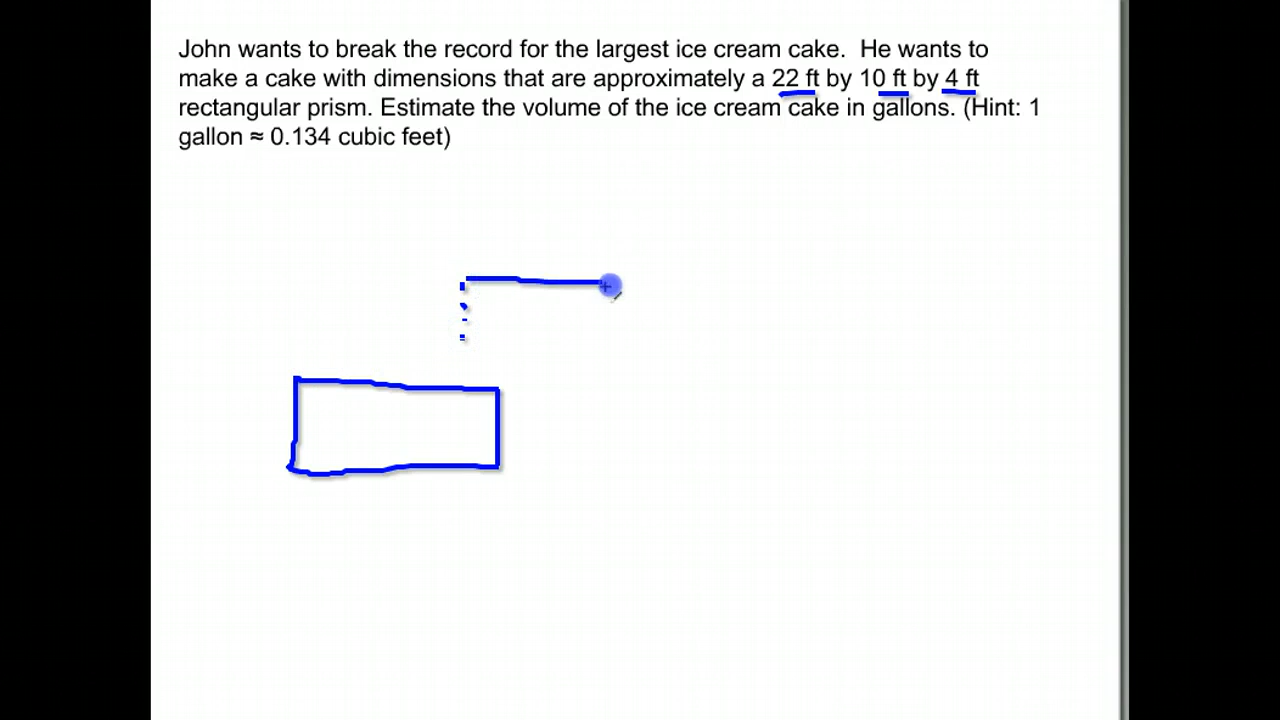 John wants to break the record for the largest ice cream cake.  He wants to
make a cake with dimensions that are approximately a 22 ft by 10 ft by 4 ft
rectangular prism. Estimate the volume of the ice cream cake in gallons. (Hint: 1
gallon ≈ 0.134 cubic feet)